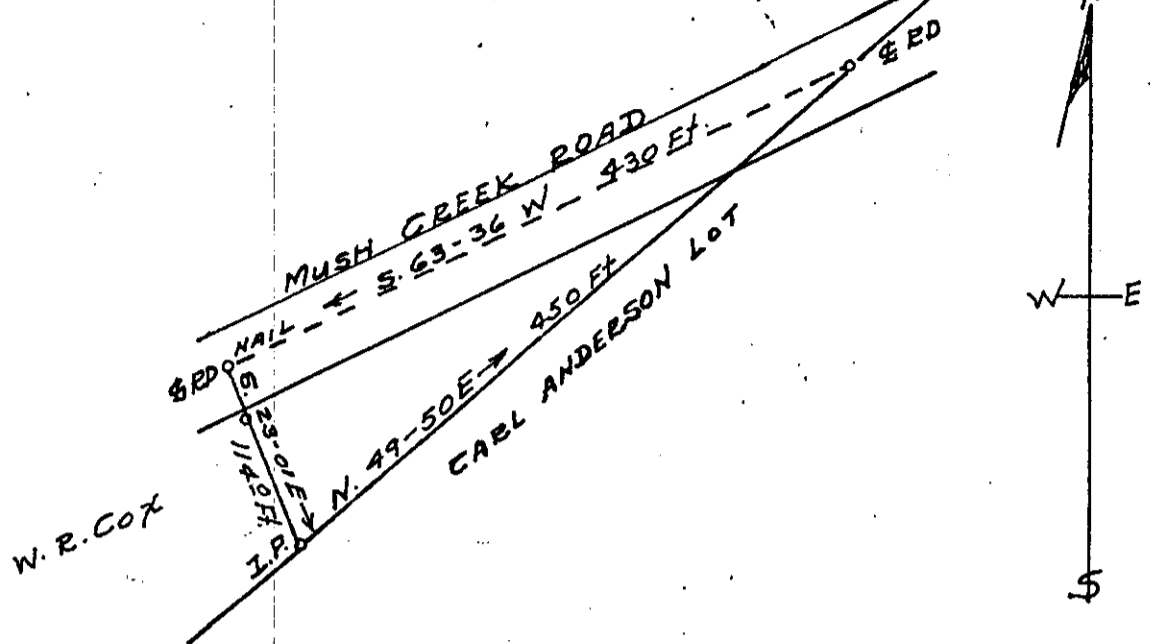 ℄ RD
MUSH CREEK ROAD
← S. 63-36 W - 430 Ft.
NAIL
℄ RD
S. 23-01 E →
114.0 Ft.
I.P.
N. 49-50 E → 450 Ft
CARL ANDERSON LOT
W. R. Cox
W E
S